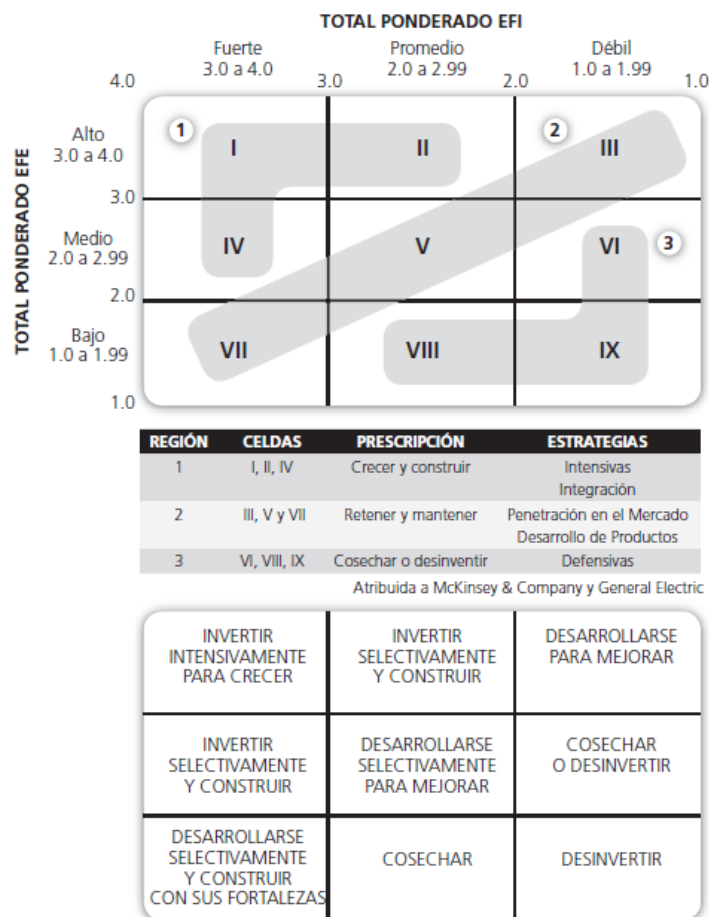 TOTAL PONDERADO EFI
Fuerte
3.0 a 4.0
Promedio
2.0 a 2.99
Débil
1.0 a 1.99
4.0
3.0
2.0
1.0
TOTAL PONDERADO EFE
Alto
3.0 a 4.0
1
I
II
2
III
3.0
Medio
2.0 a 2.99
IV
V
VI
3
2.0
Bajo
1.0 a 1.99
VII
VIII
IX
1.0
REGIÓN CELDAS PRESCRIPCIÓN ESTRATEGIAS
1 I, II, IV Crecer y construir Intensivas
Integración
2 III, V y VII Retener y mantener Penetración en el Mercado
Desarrollo de Productos
3 VI, VIII, IX Cosechar o desinventir Defensivas
Atribuida a McKinsey & Company y General Electric
INVERTIR
INTENSIVAMENTE
PARA CRECER
INVERTIR
SELECTIVAMENTE
Y CONSTRUIR
DESARROLLARSE
PARA MEJORAR
INVERTIR
SELECTIVAMENTE
Y CONSTRUIR
DESARROLLARSE
SELECTIVAMENTE
PARA MEJORAR
COSECHAR
O DESINVERTIR
DESARROLLARSE
SELECTIVAMENTE
Y CONSTRUIR
CON SUS FORTALEZAS
COSECHAR
DESINVERTIR